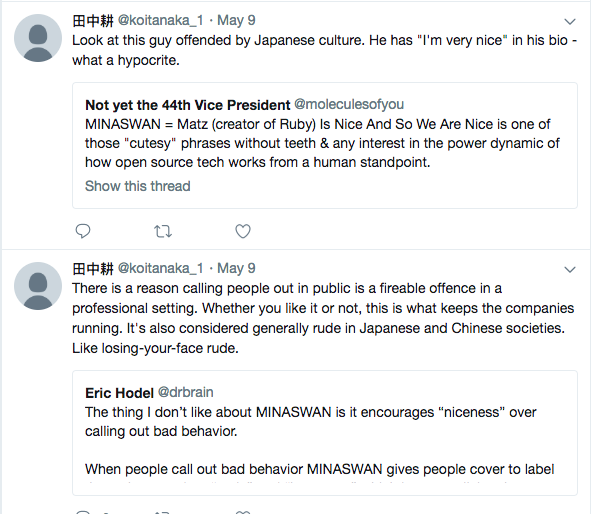 田中耕 @koitanaka_1 · May 9
Look at this guy offended by Japanese culture. He has "I'm very nice" in his bio -
what a hypocrite.
Not yet the 44th Vice President @moleculesofyou
MINASWAN = Matz (creator of Ruby) Is Nice And So We Are Nice is one of
those "cutesy" phrases without teeth & any interest in the power dynamic of
how open source tech works from a human standpoint.
Show this thread
田中耕 @koitanaka_1 · May 9
There is a reason calling people out in public is a fireable offence in a
professional setting. Whether you like it or not, this is what keeps the companies
running. It's also considered generally rude in Japanese and Chinese societies.
Like losing-your-face rude.
Eric Hodel @drbrain
The thing I don’t like about MINASWAN is it encourages “niceness” over
calling out bad behavior.
When people call out bad behavior MINASWAN gives people cover to label